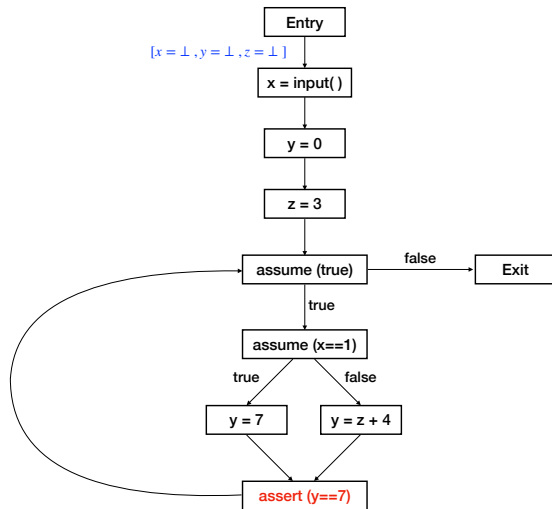 Entry
[x = ⊥ , y = ⊥ , z = ⊥ ]
x = input( )
y = 0
z = 3
assume (true)
false
Exit
true
assume (x==1)
true
false
y = 7
y = z + 4
assert (y==7)